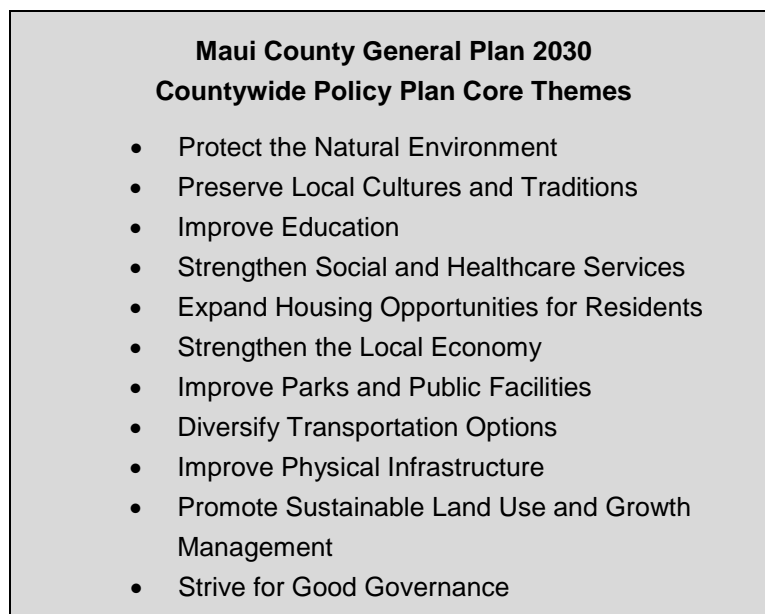 Maui County General Plan 2030
Countywide Policy Plan Core Themes
• Protect the Natural Environment
• Preserve Local Cultures and Traditions
• Improve Education
• Strengthen Social and Healthcare Services
• Expand Housing Opportunities for Residents
• Strengthen the Local Economy
• Improve Parks and Public Facilities
• Diversify Transportation Options
• Improve Physical Infrastructure
• Promote Sustainable Land Use and Growth
Management
• Strive for Good Governance